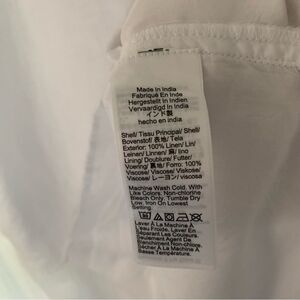 Made In India
Fabriqué En Inde
Hergestellt in Indien
Vervaardigd in India
インド製
hecho en india
Shell/ Tissu Principal/ Shell/
Bovenstof/ 表地/ Tela
Exterior: 100% Linen/ Lin/
Leinen/ Linnen/ 麻/ lino
Lining/ Doublure/ Futter/
Voering/ 裏地/ Forro: 100%
Viscose/ Viscose/ Viskose/
Viscose/ レーヨン/ viscosa
Machine Wash Cold. With
Like Colors. Non-chlorine
Bleach Only. Tumble Dry
Low. Iron On Lowest
Setting.
Laver À La Machine À
L'eau Froide. Laver En
Séparant Les Couleurs.
Seulement Agent De
Blanchiment Non-chlore.
Sécher À La Machine À
Basse Température.